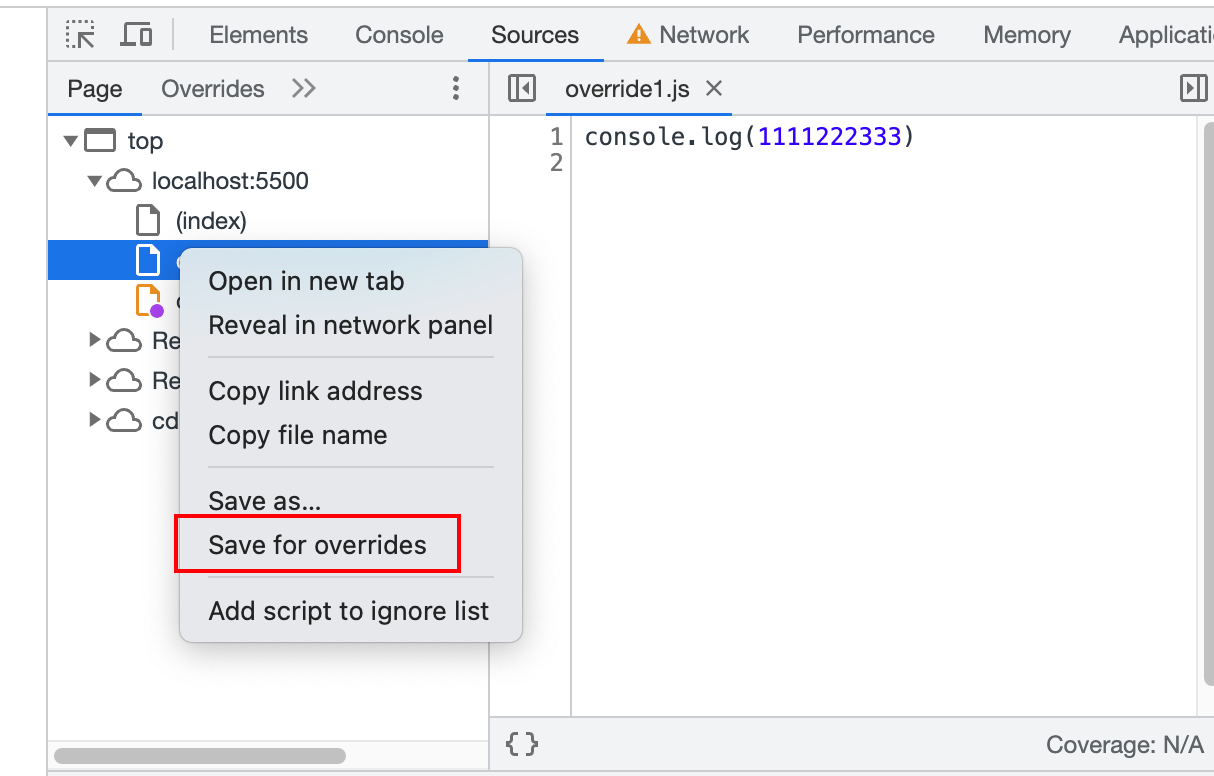 Elements Console Sources Network Performance Memory Applicati
Page Overrides
override1.js
top
localhost:5500
(index)
Re
Re
cd
Open in new tab
Reveal in network panel
Copy link address
Copy file name
Save as...
Save for overrides
Add script to ignore list
1 console.log(1111222333)
2
{ } Coverage: N/A